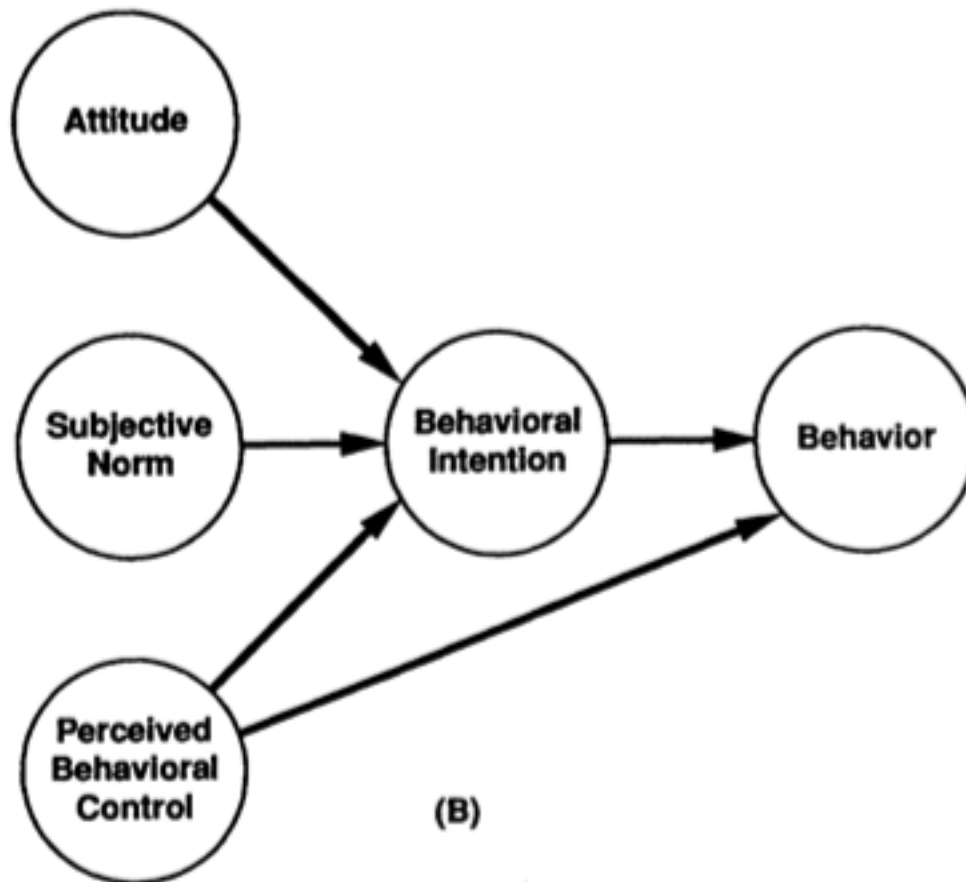 Attitude
Subjective
Norm
Behavioral
Intention
Behavior
Perceived
Behavioral
Control
(B)